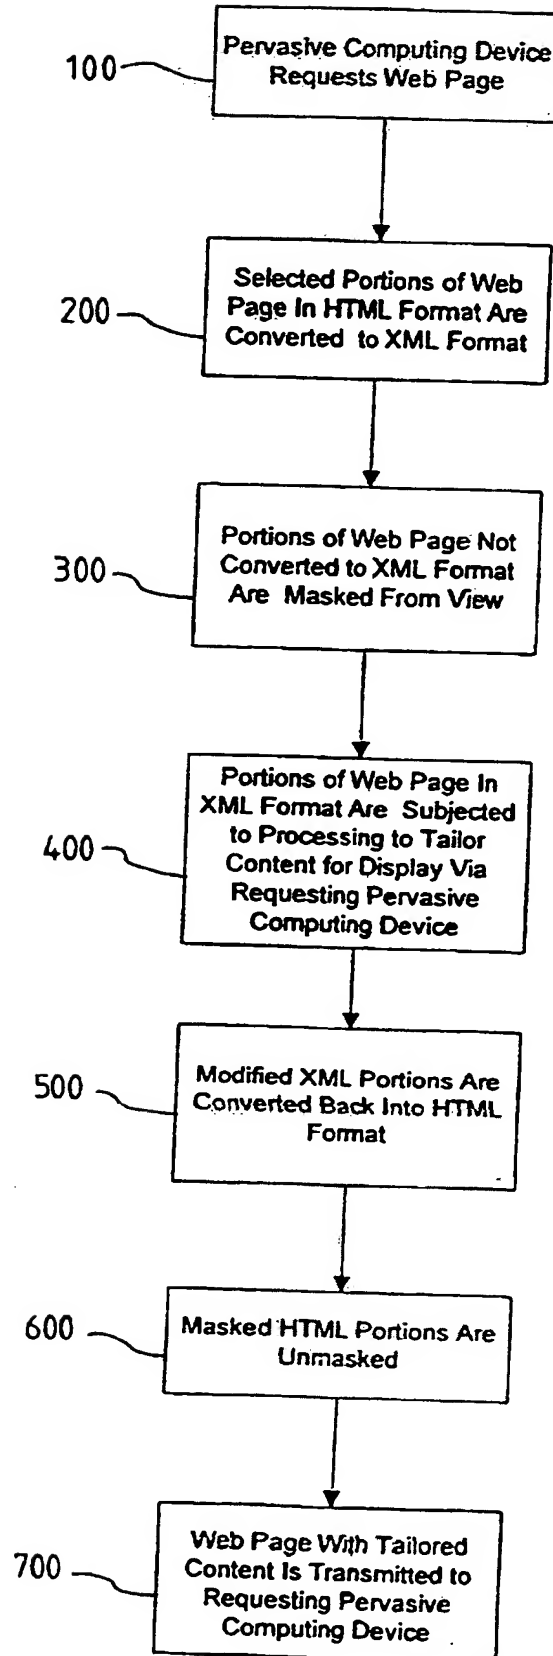 100
Pervasive Computing Device
Requests Web Page
200
Selected Portions of Web
Page In HTML Format Are
Converted to XML Format
300
Portions of Web Page Not
Converted to XML Format
Are Masked From View
400
Portions of Web Page In
XML Format Are Subjected
to Processing to Tailor
Content for Display Via
Requesting Pervasive
Computing Device
500
Modified XML Portions Are
Converted Back Into HTML
Format
600
Masked HTML Portions Are
Unmasked
700
Web Page With Tailored
Content Is Transmitted to
Requesting Pervasive
Computing Device